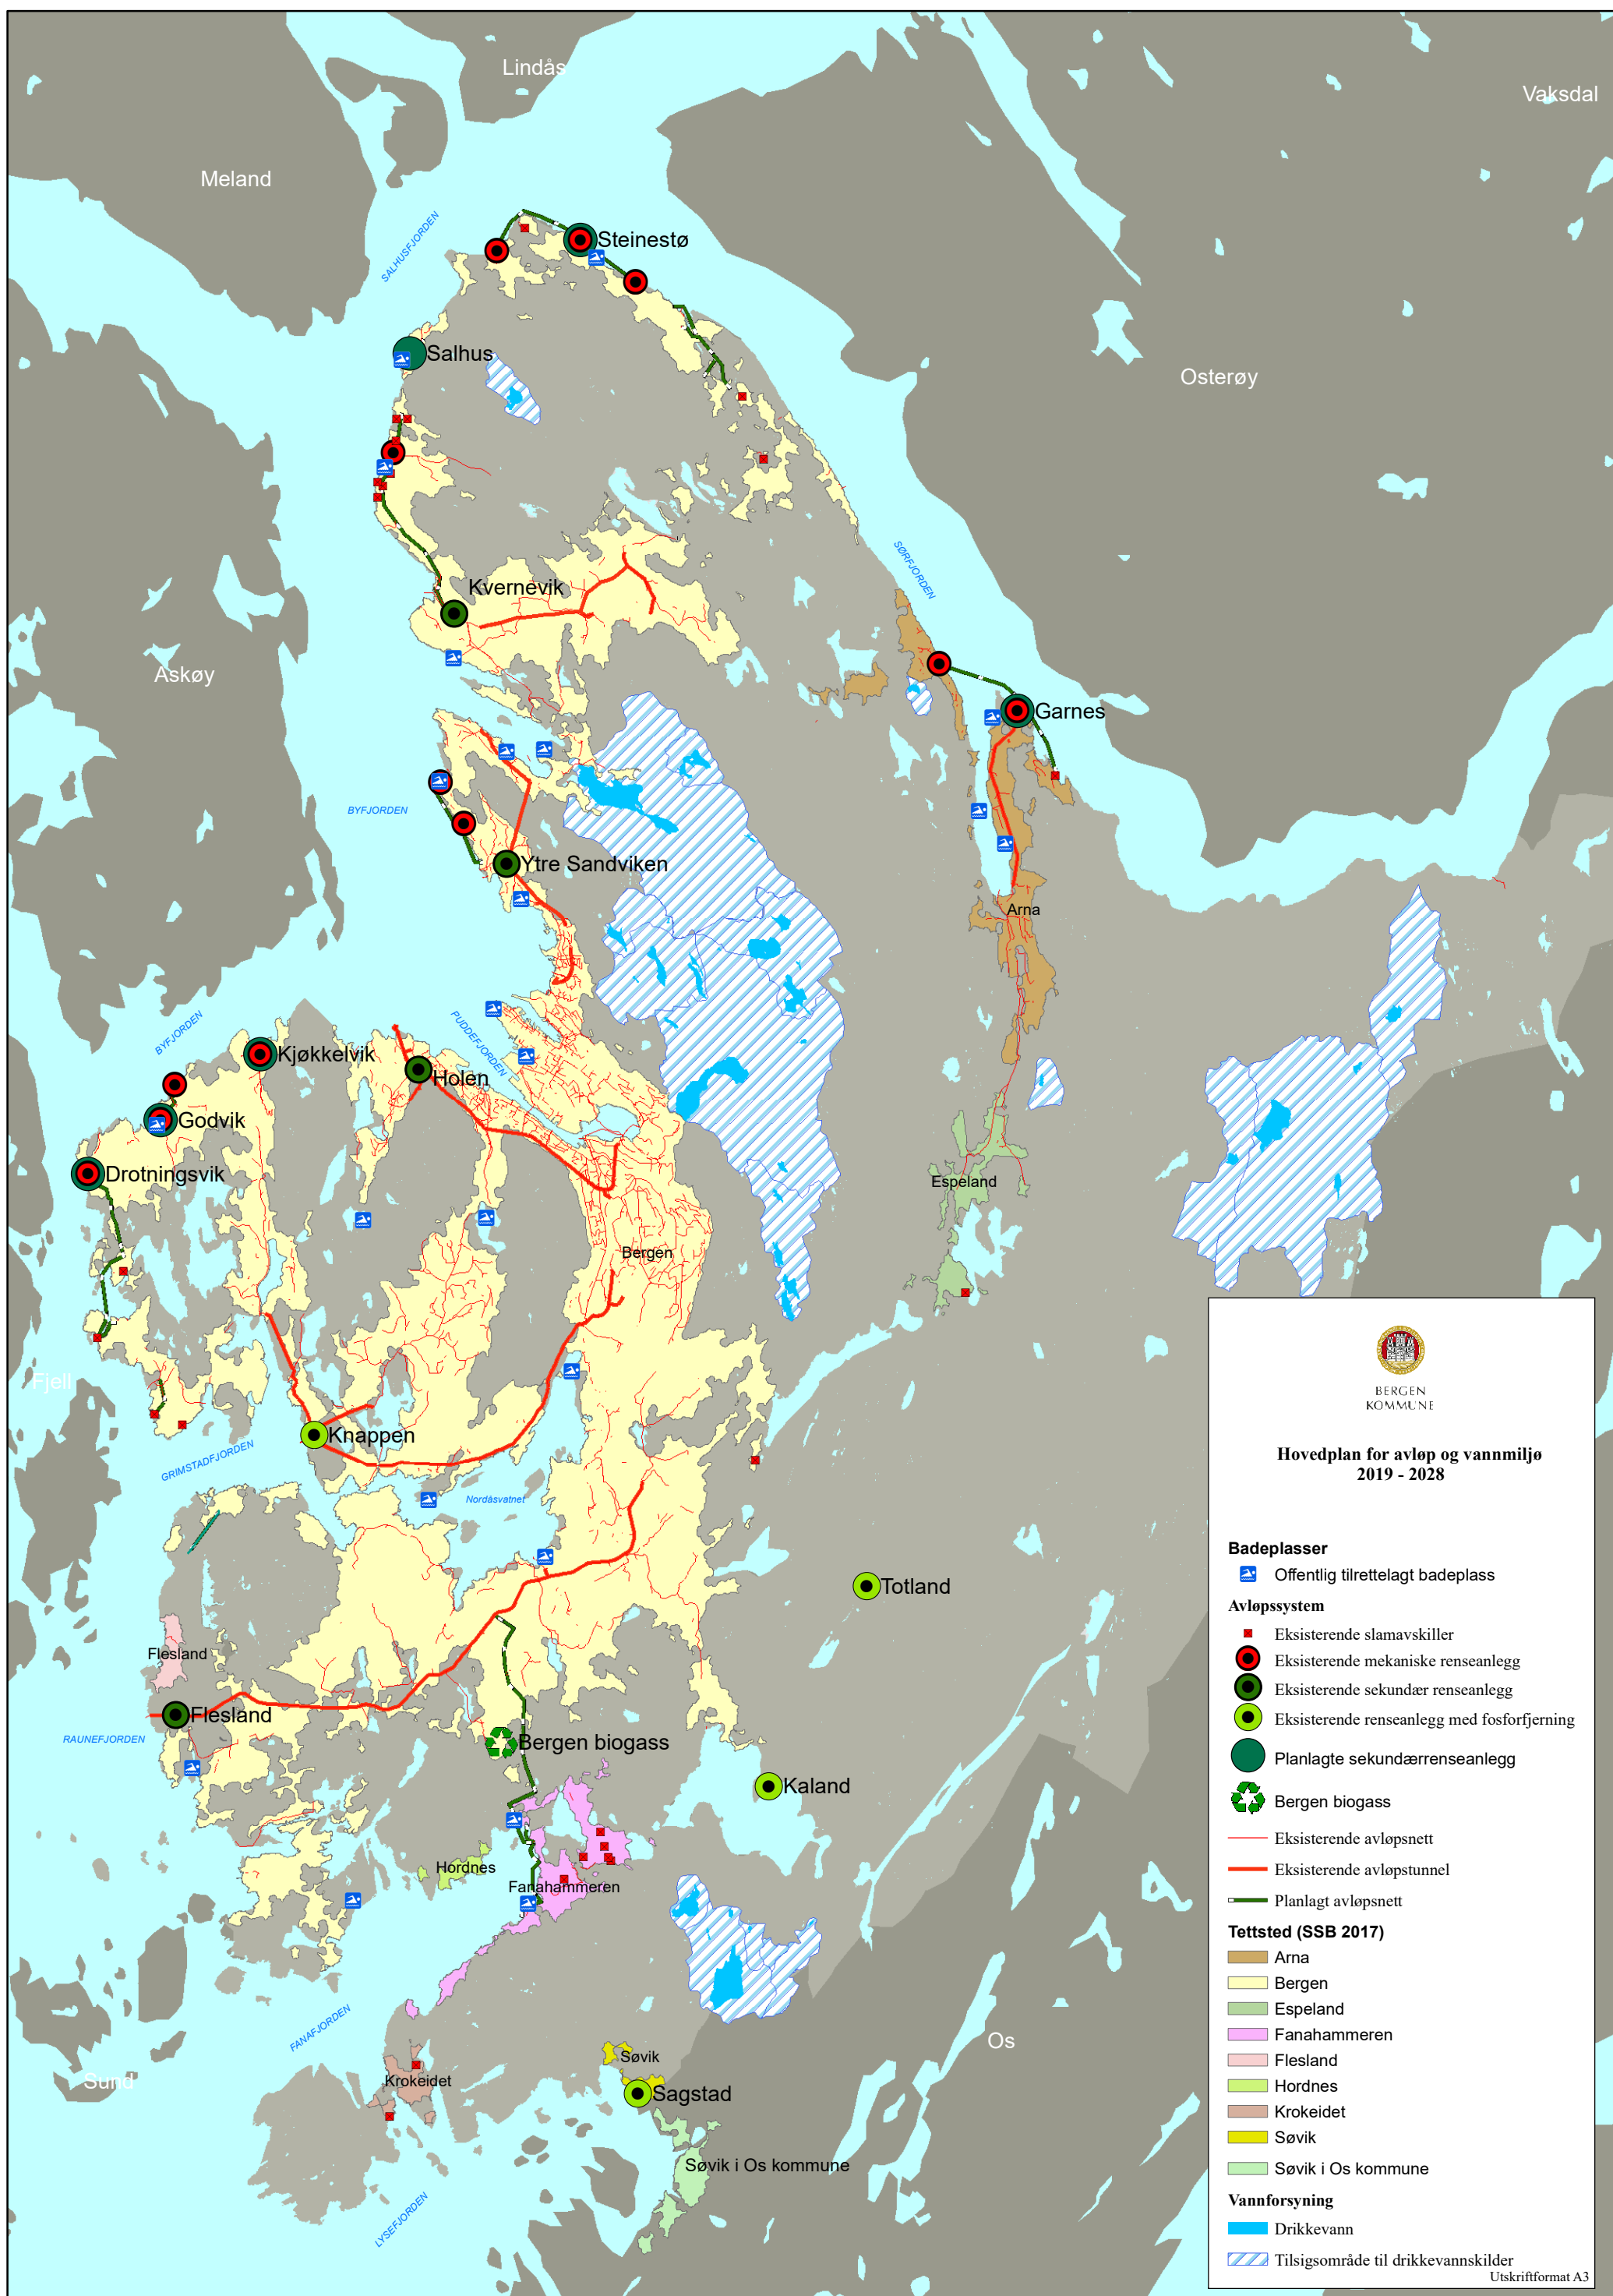 Lindås
Vaksdal
Meland
SALHUSFJORDEN
Steinestø
Salhus
Osterøy
SØRFJORDEN
Kvernevik
Askøy
Garnes
BYFJORDEN
Ytre Sandviken
Arna
PUDDEFJORDEN
BYFJORDEN
Kjøkkelvik
Holen
Godvik
Drotningsvik
Espeland
Bergen
Fjell
Knappen
GRIMSTADFJORDEN
Nordåsvatnet
Totland
Flesland
Flesland
RAUNEFJORDEN
Bergen biogass
Kaland
Hordnes
Fanahammeren
FANAFJORDEN
Os
Søvik
Krokeidet
Sund
Sagstad
Søvik i Os kommune
LYSEFJORDEN
BERGEN
KOMMUNE
Hovedplan for avløp og vannmiljø
2019 - 2028
Badeplasser
Offentlig tilrettelagt badeplass
Avløpssystem
Eksisterende slamavskiller
Eksisterende mekaniske renseanlegg
Eksisterende sekundær renseanlegg
Eksisterende renseanlegg med fosforfjerning
Planlagte sekundærrenseanlegg
Bergen biogass
Eksisterende avløpsnett
Eksisterende avløpstunnel
Planlagt avløpsnett
Tettsted (SSB 2017)
Arna
Bergen
Espeland
Fanahammeren
Flesland
Hordnes
Krokeidet
Søvik
Søvik i Os kommune
Vannforsyning
Drikkevann
Tilsigsområde til drikkevannskilder
Utskriftformat A3